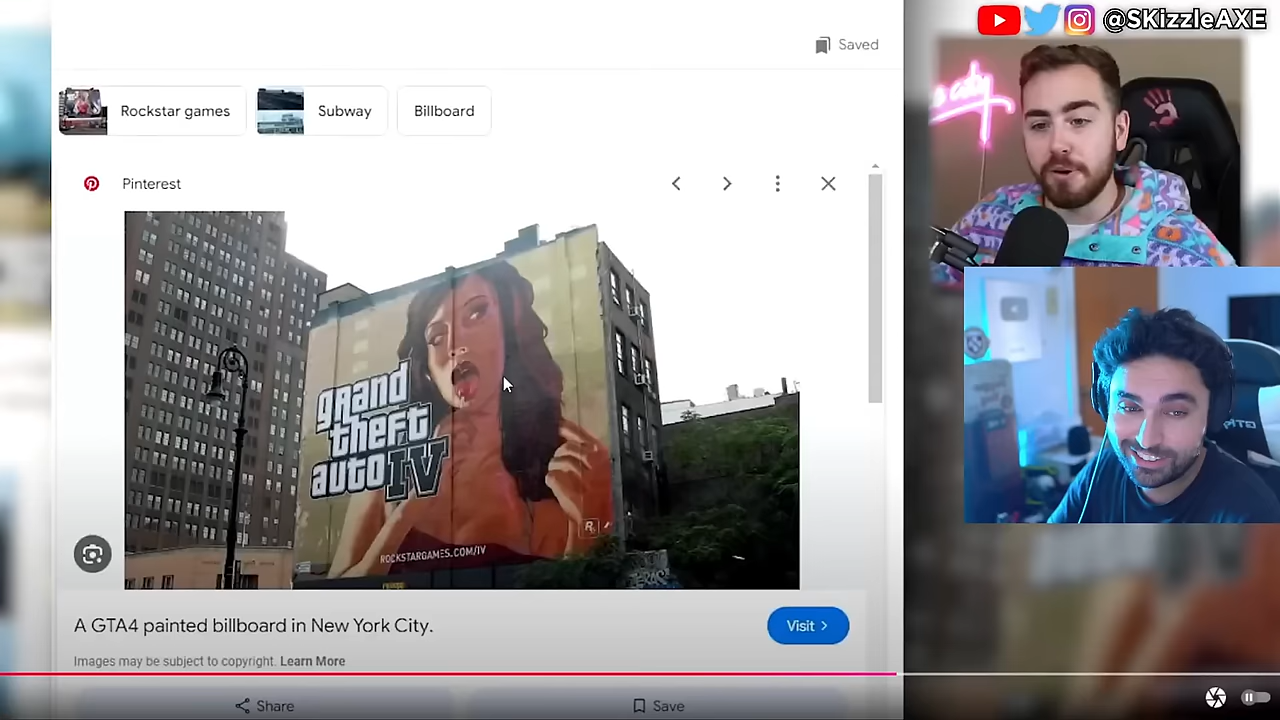 @SKizzleAXE
Saved
Rockstar games
Subway
Billboard
Pinterest
grand
theft
auto IV
R
ROCKSTARGAMES.COM/IV
A GTA4 painted billboard in New York City.
Visit >
Images may be subject to copyright. Learn More
Share
Save